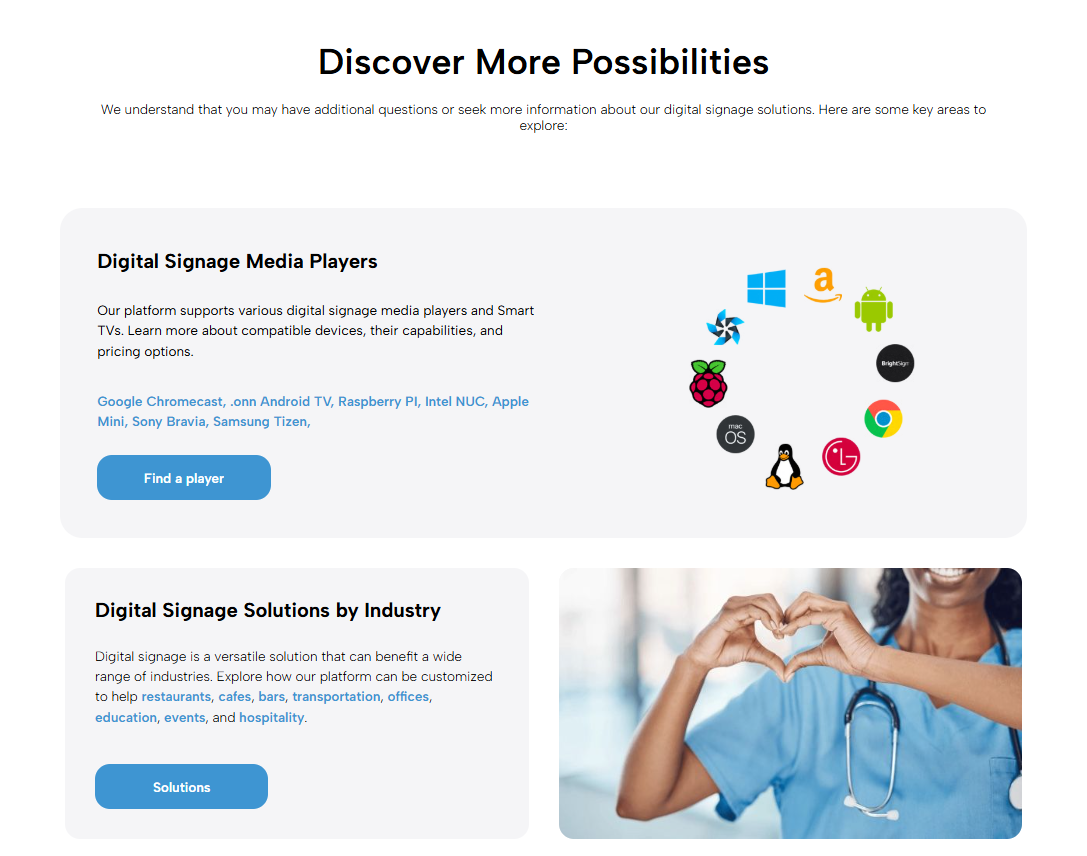 Discover More Possibilities
We understand that you may have additional questions or seek more information about our digital signage solutions. Here are some key areas to
explore:
Digital Signage Media Players
Our platform supports various digital signage media players and Smart
TVs. Learn more about compatible devices, their capabilities, and
pricing options.
Google Chromecast, .onn Android TV, Raspberry PI, Intel NUC, Apple
Mini, Sony Bravia, Samsung Tizen,
Find a player
a
BrightSign
mac
OS
LG
Digital Signage Solutions by Industry
Digital signage is a versatile solution that can benefit a wide
range of industries. Explore how our platform can be customized
to help restaurants, cafes, bars, transportation, offices,
education, events, and hospitality.
Solutions